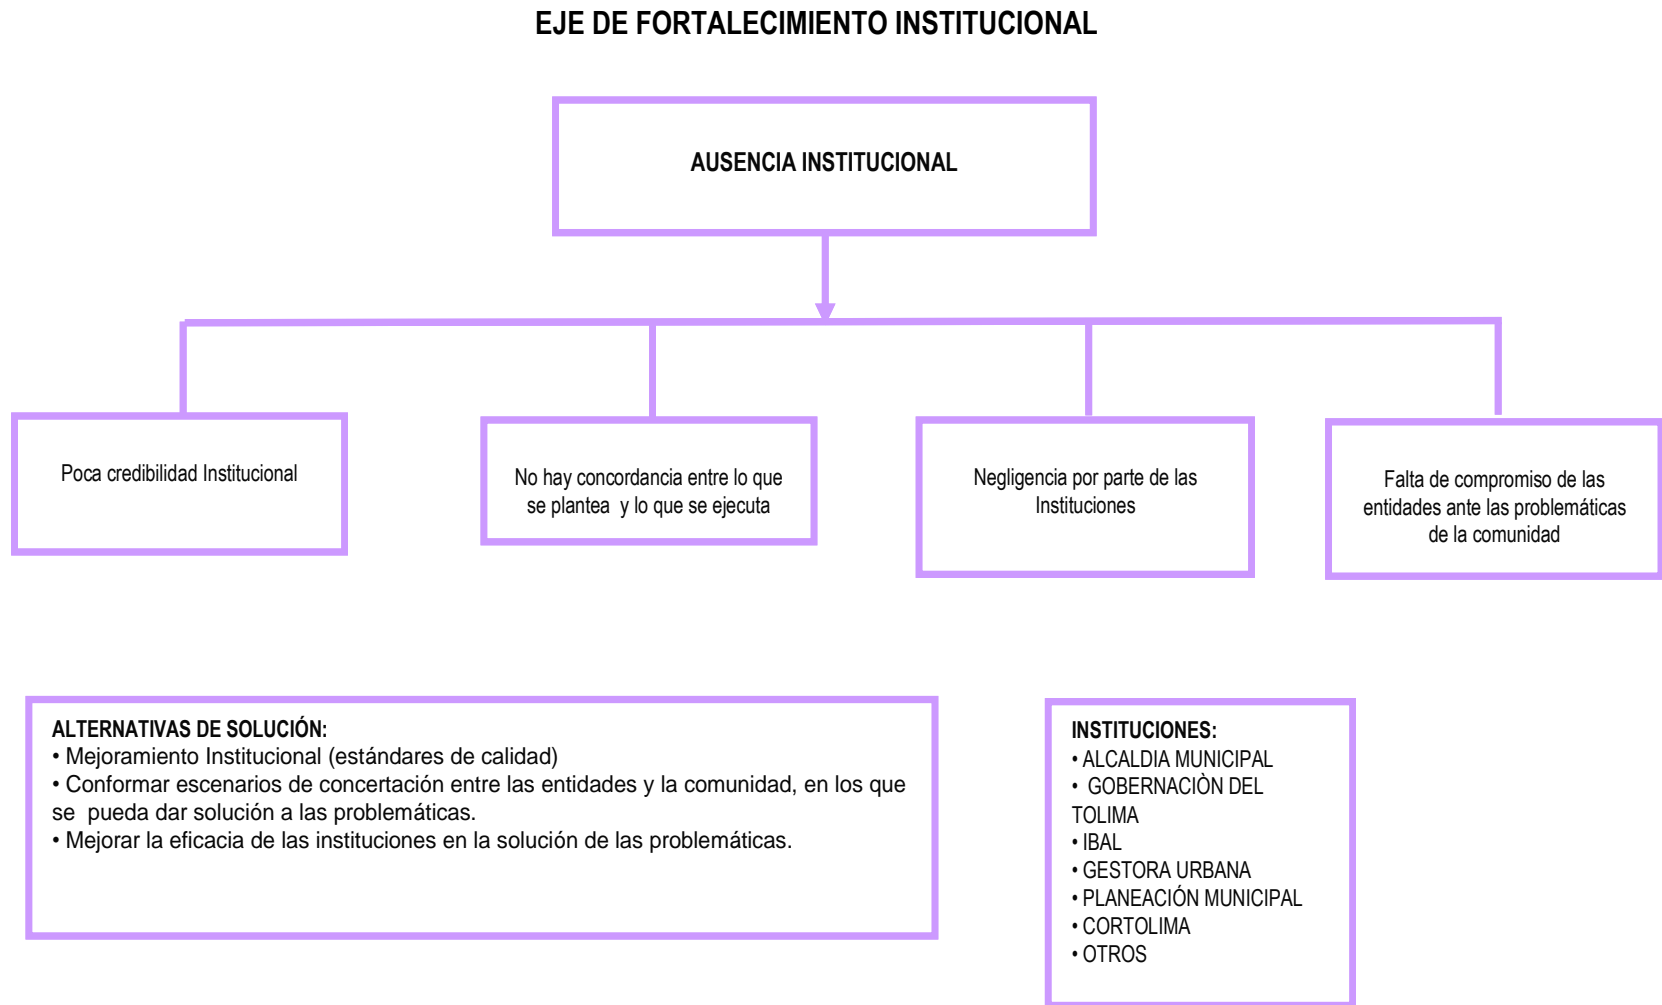 EJE DE FORTALECIMIENTO INSTITUCIONAL
AUSENCIA INSTITUCIONAL
Poca credibilidad Institucional
No hay concordancia entre lo que
se plantea  y lo que se ejecuta
Negligencia por parte de las
Instituciones
Falta de compromiso de las
entidades ante las problemáticas
de la comunidad
ALTERNATIVAS DE SOLUCIÓN:
• Mejoramiento Institucional (estándares de calidad)
• Conformar escenarios de concertación entre las entidades y la comunidad, en los que
se  pueda dar solución a las problemáticas.
• Mejorar la eficacia de las instituciones en la solución de las problemáticas.
INSTITUCIONES:
• ALCALDIA MUNICIPAL
•  GOBERNACIÒN DEL
TOLIMA
• IBAL
• GESTORA URBANA
• PLANEACIÓN MUNICIPAL
• CORTOLIMA
• OTROS